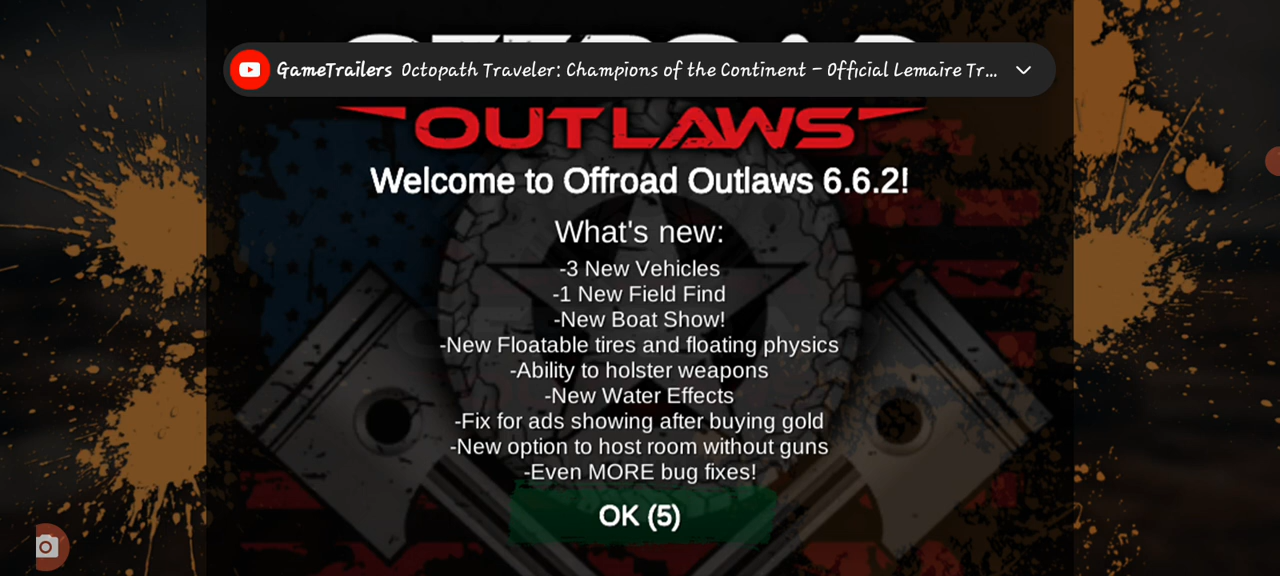 GameTrailers Octopath Traveler: Champions of the Continent – Official Lemaire Tr...
OUTLAWS
Welcome to Offroad Outlaws 6.6.2!
What's new:
-3 New Vehicles
-1 New Field Find
-New Boat Show!
-New Floatable tires and floating physics
-Ability to holster weapons
-New Water Effects
-Fix for ads showing after buying gold
-New option to host room without guns
-Even MORE bug fixes!
OK (5)